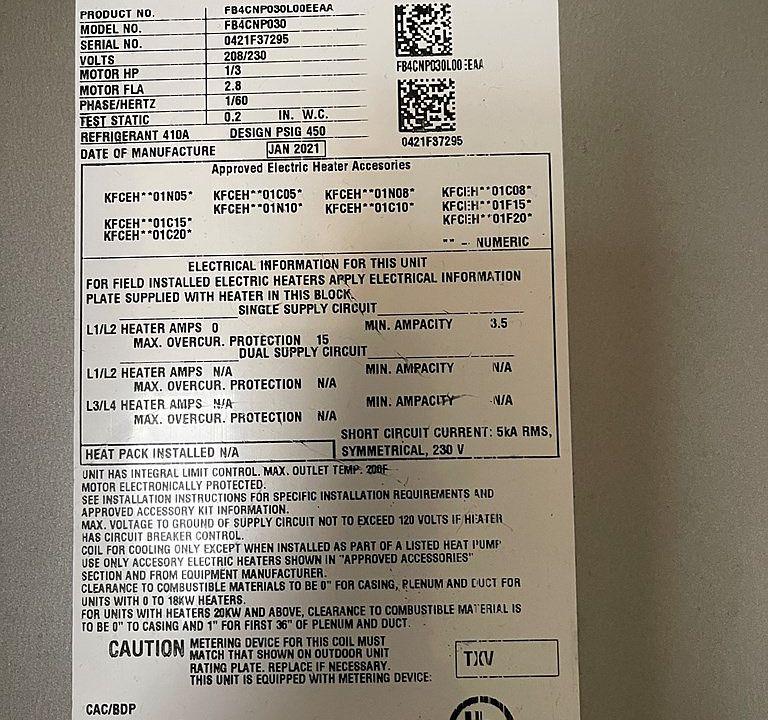 PRODUCT NO. FB4CNP030L00EEAA
MODEL NO. FB4CNP030
SERIAL NO. 0421F37295
VOLTS 208/230
MOTOR HP 1/3
MOTOR FLA 2.8
PHASE/HERTZ 1/60
TEST STATIC 0.2 IN. W.C.
REFRIGERANT 410A DESIGN PSIG 450
DATE OF MANUFACTURE JAN 2021
FB4CNP030L00EEAA
0421F37295
Approved Electric Heater Accesories
KFCEH**01N05* KFCEH**01C05* KFCEH**01N08* KFCEH**01C08*
KFCEH**01N10* KFCEH**01C10* KFCEH**01F15*
KFCEH**01C15* KFCEH**01F20*
KFCEH**01C20*
** - NUMERIC
ELECTRICAL INFORMATION FOR THIS UNIT
FOR FIELD INSTALLED ELECTRIC HEATERS APPLY ELECTRICAL INFORMATION
PLATE SUPPLIED WITH HEATER IN THIS BLOCK.
SINGLE SUPPLY CIRCUIT
L1/L2 HEATER AMPS 0 MIN. AMPACITY 3.5
MAX. OVERCUR. PROTECTION 15
DUAL SUPPLY CIRCUIT
L1/L2 HEATER AMPS N/A MIN. AMPACITY N/A
MAX. OVERCUR. PROTECTION N/A
L3/L4 HEATER AMPS N/A MIN. AMPACITY N/A
MAX. OVERCUR. PROTECTION N/A
SHORT CIRCUIT CURRENT: 5kA RMS,
HEAT PACK INSTALLED N/A SYMMETRICAL, 230 V
UNIT HAS INTEGRAL LIMIT CONTROL. MAX. OUTLET TEMP. 200F
MOTOR ELECTRONICALLY PROTECTED.
SEE INSTALLATION INSTRUCTIONS FOR SPECIFIC INSTALLATION REQUIREMENTS AND
APPROVED ACCESSORY KIT INFORMATION.
MAX. VOLTAGE TO GROUND OF SUPPLY CIRCUIT NOT TO EXCEED 120 VOLTS IF HEATER
HAS CIRCUIT BREAKER CONTROL.
COIL FOR COOLING ONLY EXCEPT WHEN INSTALLED AS PART OF A LISTED HEAT PUMP
USE ONLY ACCESORY ELECTRIC HEATERS SHOWN IN "APPROVED ACCESSORIES"
SECTION AND FROM EQUIPMENT MANUFACTURER.
CLEARANCE TO COMBUSTIBLE MATERIALS TO BE 0" FOR CASING, PLENUM AND DUCT FOR
UNITS WITH 0 TO 18KW HEATERS.
FOR UNITS WITH HEATERS 20KW AND ABOVE, CLEARANCE TO COMBUSTIBLE MATERIAL IS
TO BE 0" TO CASING AND 1" FOR FIRST 36" OF PLENUM AND DUCT.
CAUTION METERING DEVICE FOR THIS COIL MUST
MATCH THAT SHOWN ON OUTDOOR UNIT
RATING PLATE. REPLACE IF NECESSARY.
THIS UNIT IS EQUIPPED WITH METERING DEVICE:
TXV
CAC/BDP